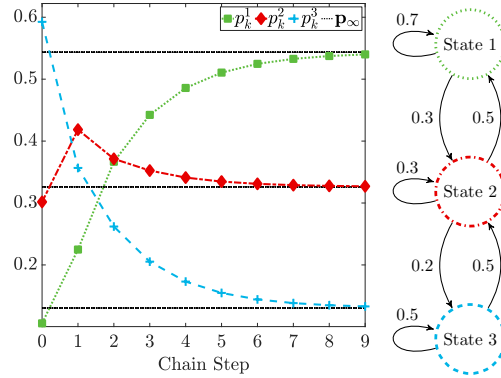 p_k^1 p_k^2 p_k^3 p_∞
0.6
0.5
0.4
0.3
0.2
0 1 2 3 4 5 6 7 8 9
Chain Step
0.7
State 1
0.3 0.5
0.3
State 2
0.2 0.5
0.5
State 3